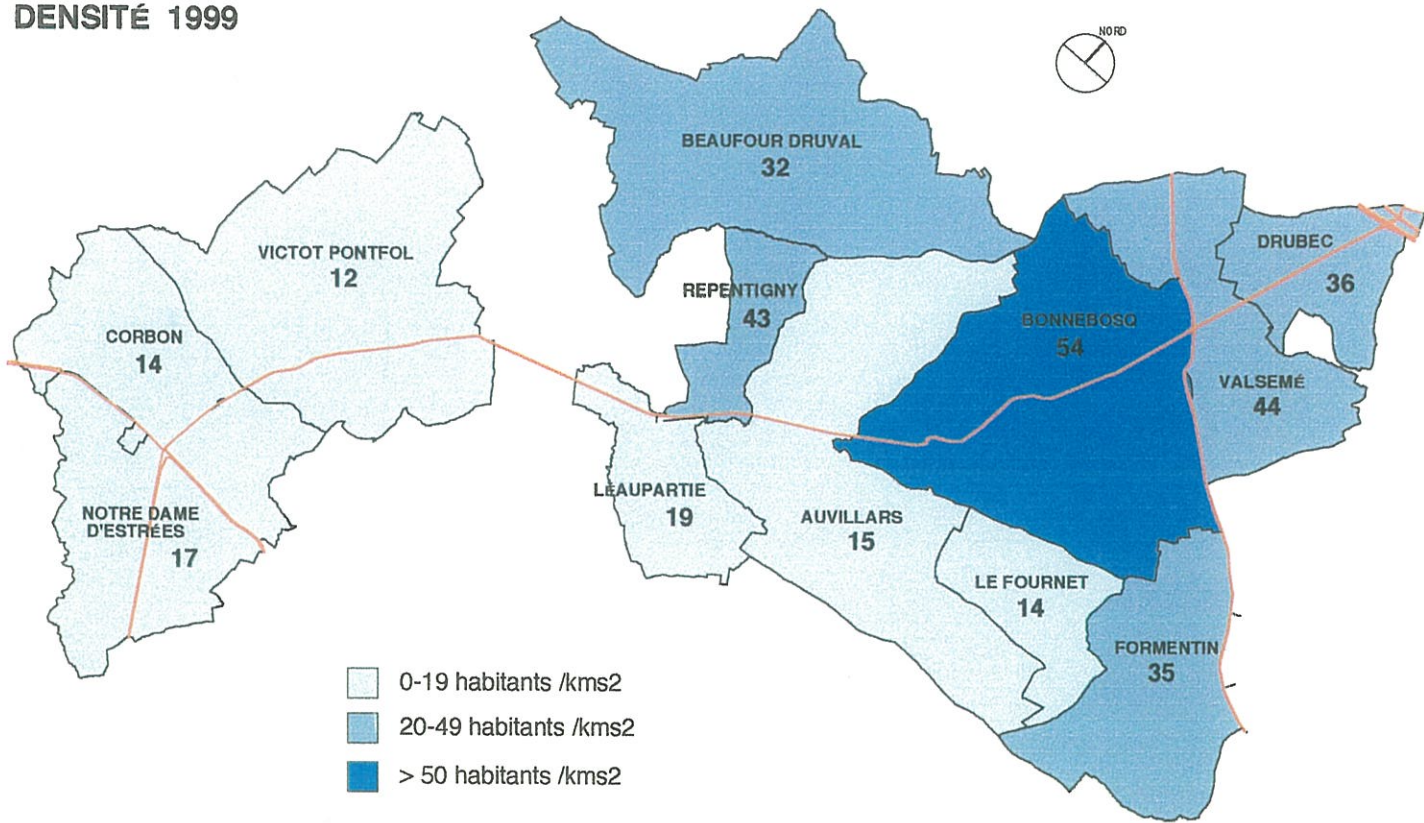 DENSITÉ 1999
NORD
BEAUFOUR DRUVAL
32
VICTOT PONTFOL
12
DRUBEC
36
REPENTIGNY
43
CORBON
14
BONNEBOSQ
54
VALSEMÉ
44
LÉAUPARTIE
19
NOTRE DAME
D'ESTRÉES
17
AUVILLARS
15
LE FOURNET
14
FORMENTIN
35
0-19 habitants /kms2
20-49 habitants /kms2
> 50 habitants /kms2